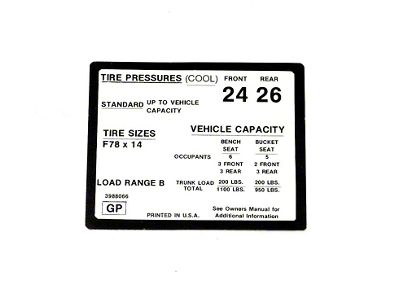 TIRE PRESSURES (COOL) FRONT REAR
24 26
STANDARD UP TO VEHICLE
CAPACITY
TIRE SIZES
F78 x 14
VEHICLE CAPACITY
BENCH BUCKET
SEAT SEAT
OCCUPANTS 6 5
3 FRONT 2 FRONT
3 REAR 3 REAR
LOAD RANGE B
TRUNK LOAD 200 LBS. 200 LBS.
TOTAL 1100 LBS. 950 LBS.
3988066
GP
PRINTED IN U.S.A.
See Owners Manual for
Additional Information